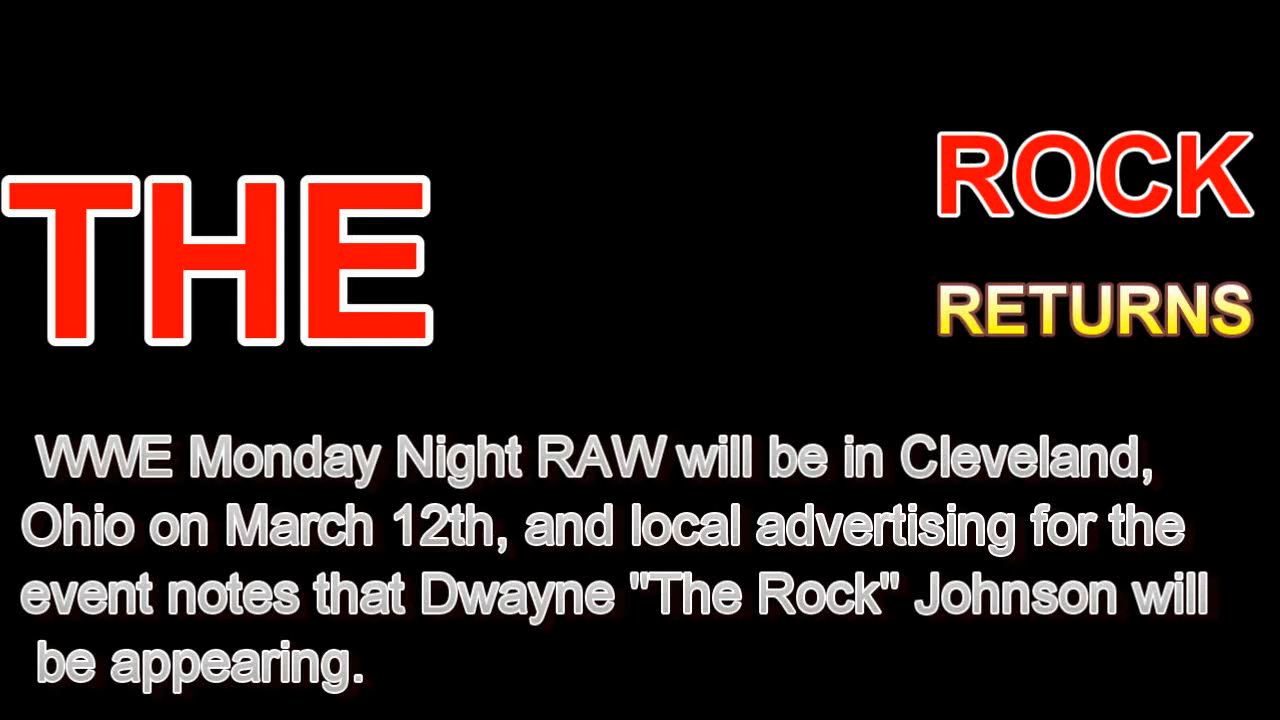 THE
ROCK
RETURNS
WWE Monday Night RAW will be in Cleveland,
Ohio on March 12th, and local advertising for the
event notes that Dwayne "The Rock" Johnson will
be appearing.